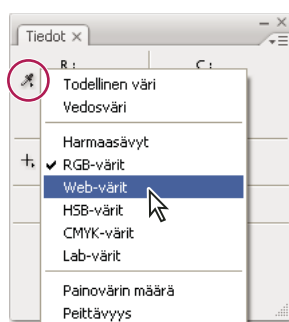 Tiedot ×
R : C :
Todellinen väri
Vedosväri
Harmaasävyt
✓ RGB-värit
Web-värit
HSB-värit
CMYK-värit
Lab-värit
Painovärin määrä
Peittävyys